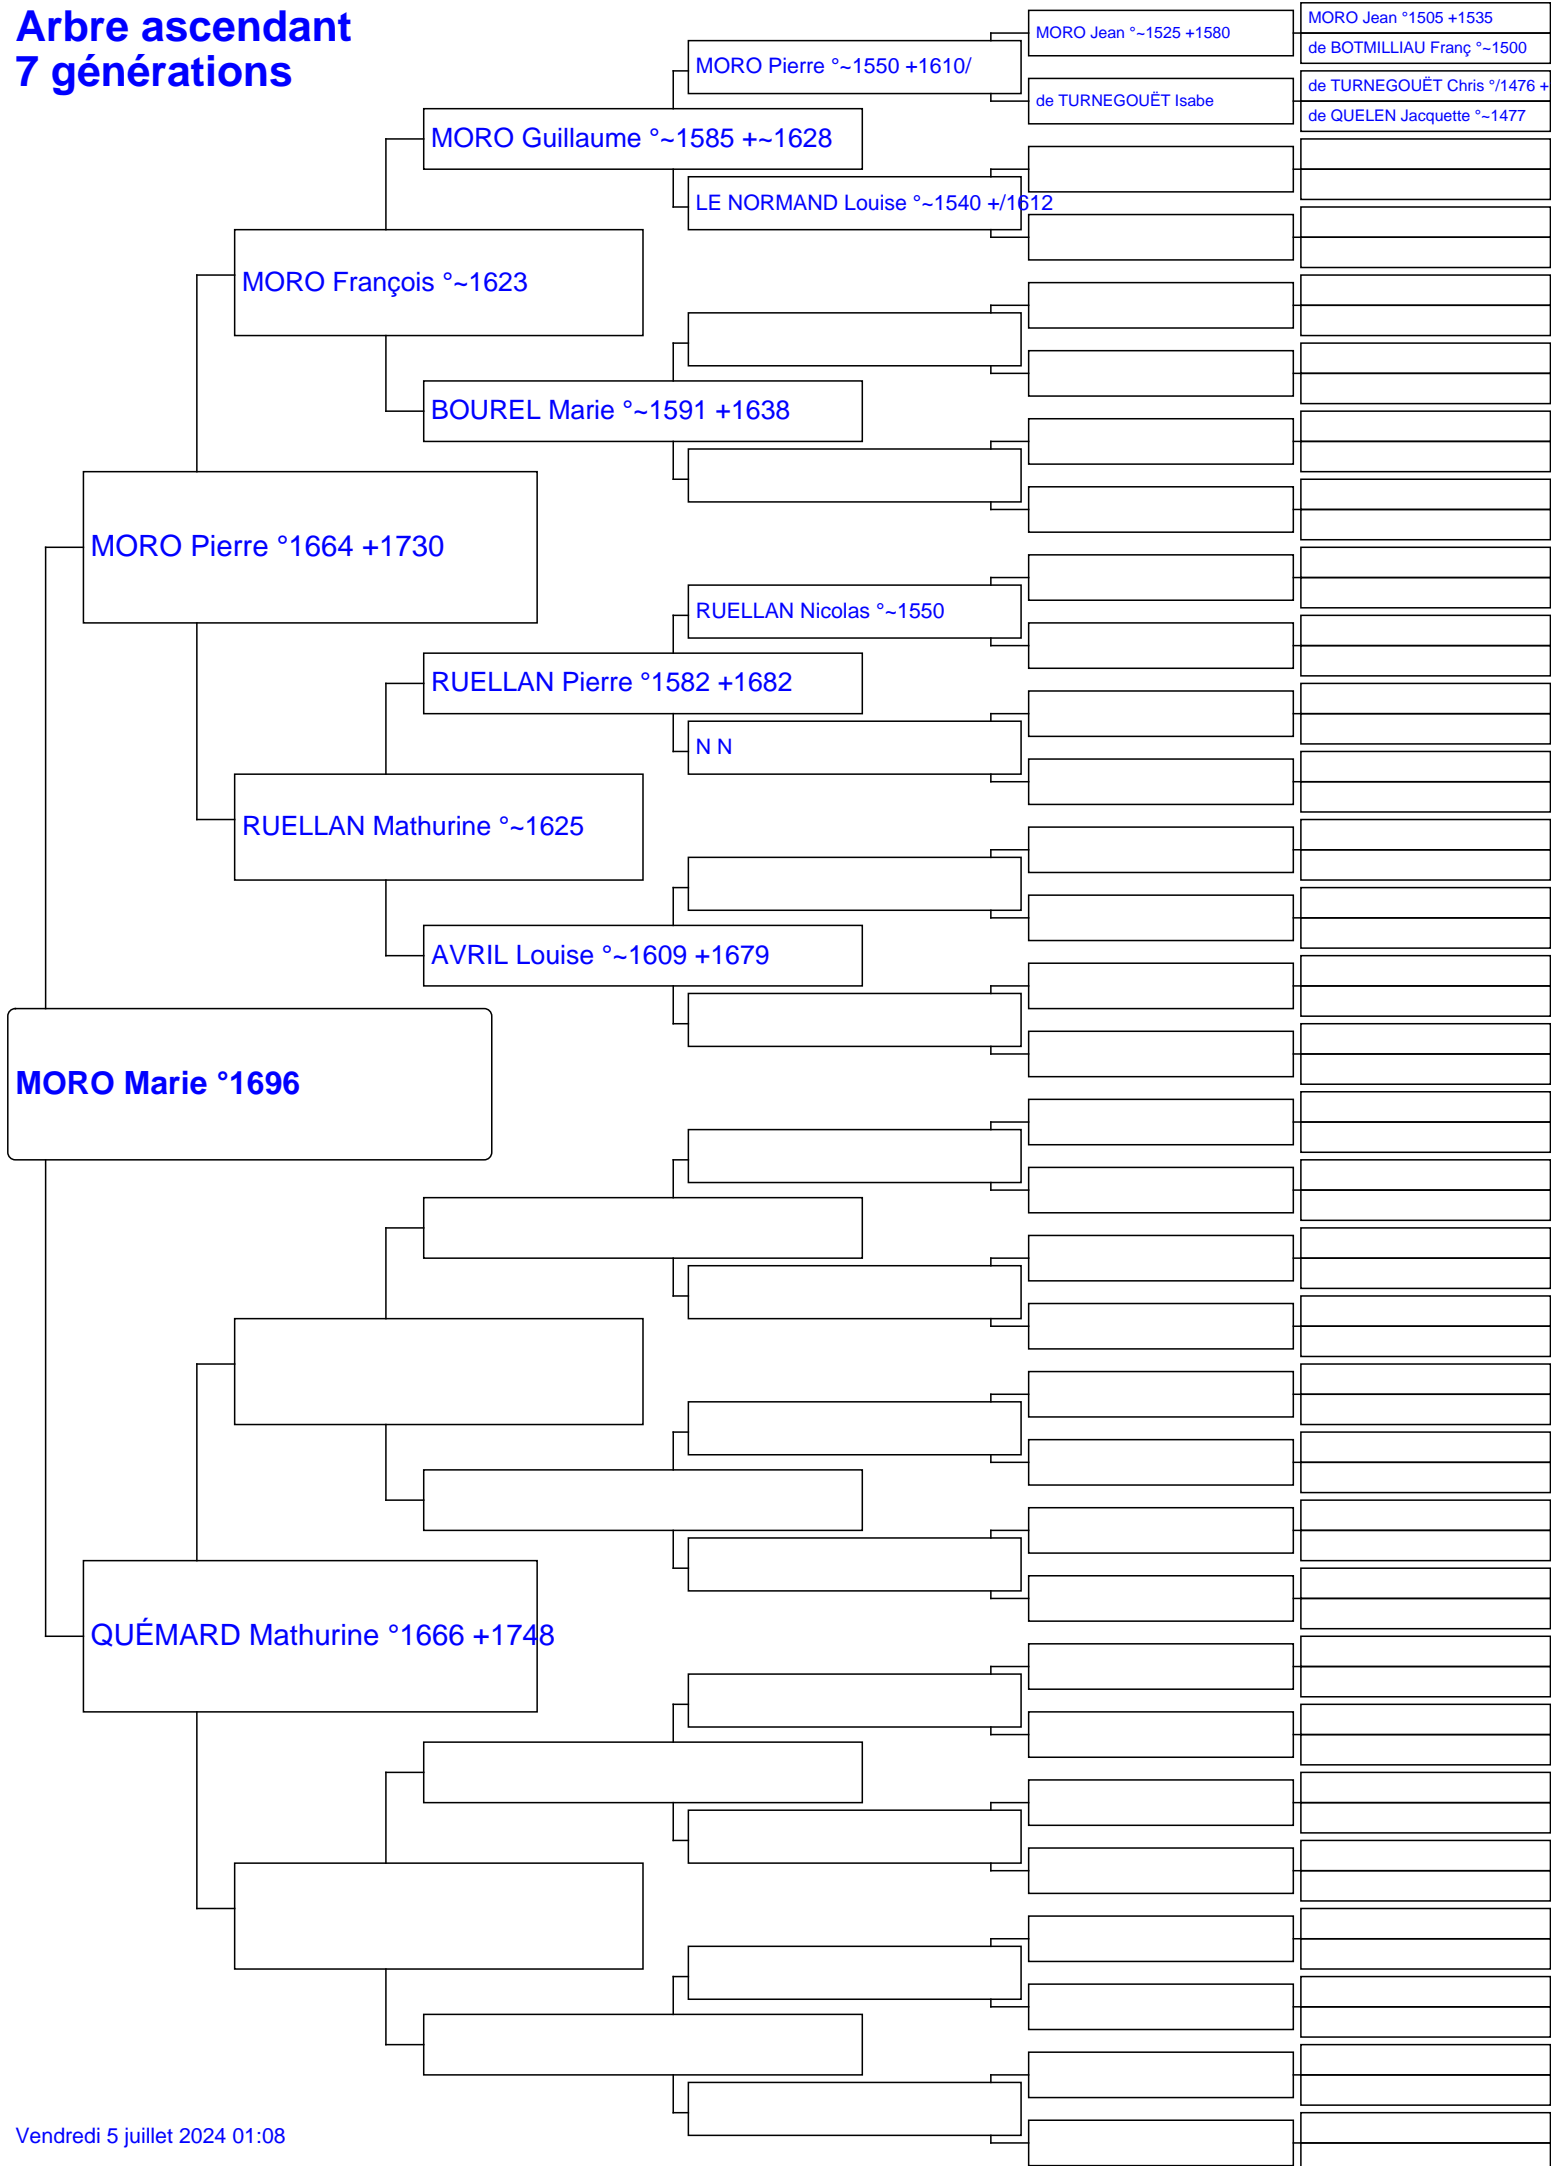 Arbre ascendant
7 générations
MORO Jean °1505 +1535
MORO Jean °~1525 +1580
de BOTMILLIAU Franç °~1500
MORO Pierre °~1550 +1610/
de TURNEGOUËT Chris °/1476 +
de TURNEGOUËT Isabe
de QUELEN Jacquette °~1477
MORO Guillaume °~1585 +~1628
LE NORMAND Louise °~1540 +/1612
MORO François °~1623
BOUREL Marie °~1591 +1638
MORO Pierre °1664 +1730
RUELLAN Nicolas °~1550
RUELLAN Pierre °1582 +1682
N N
RUELLAN Mathurine °~1625
AVRIL Louise °~1609 +1679
MORO Marie °1696
QUÉMARD Mathurine °1666 +1748
Vendredi 5 juillet 2024 01:08